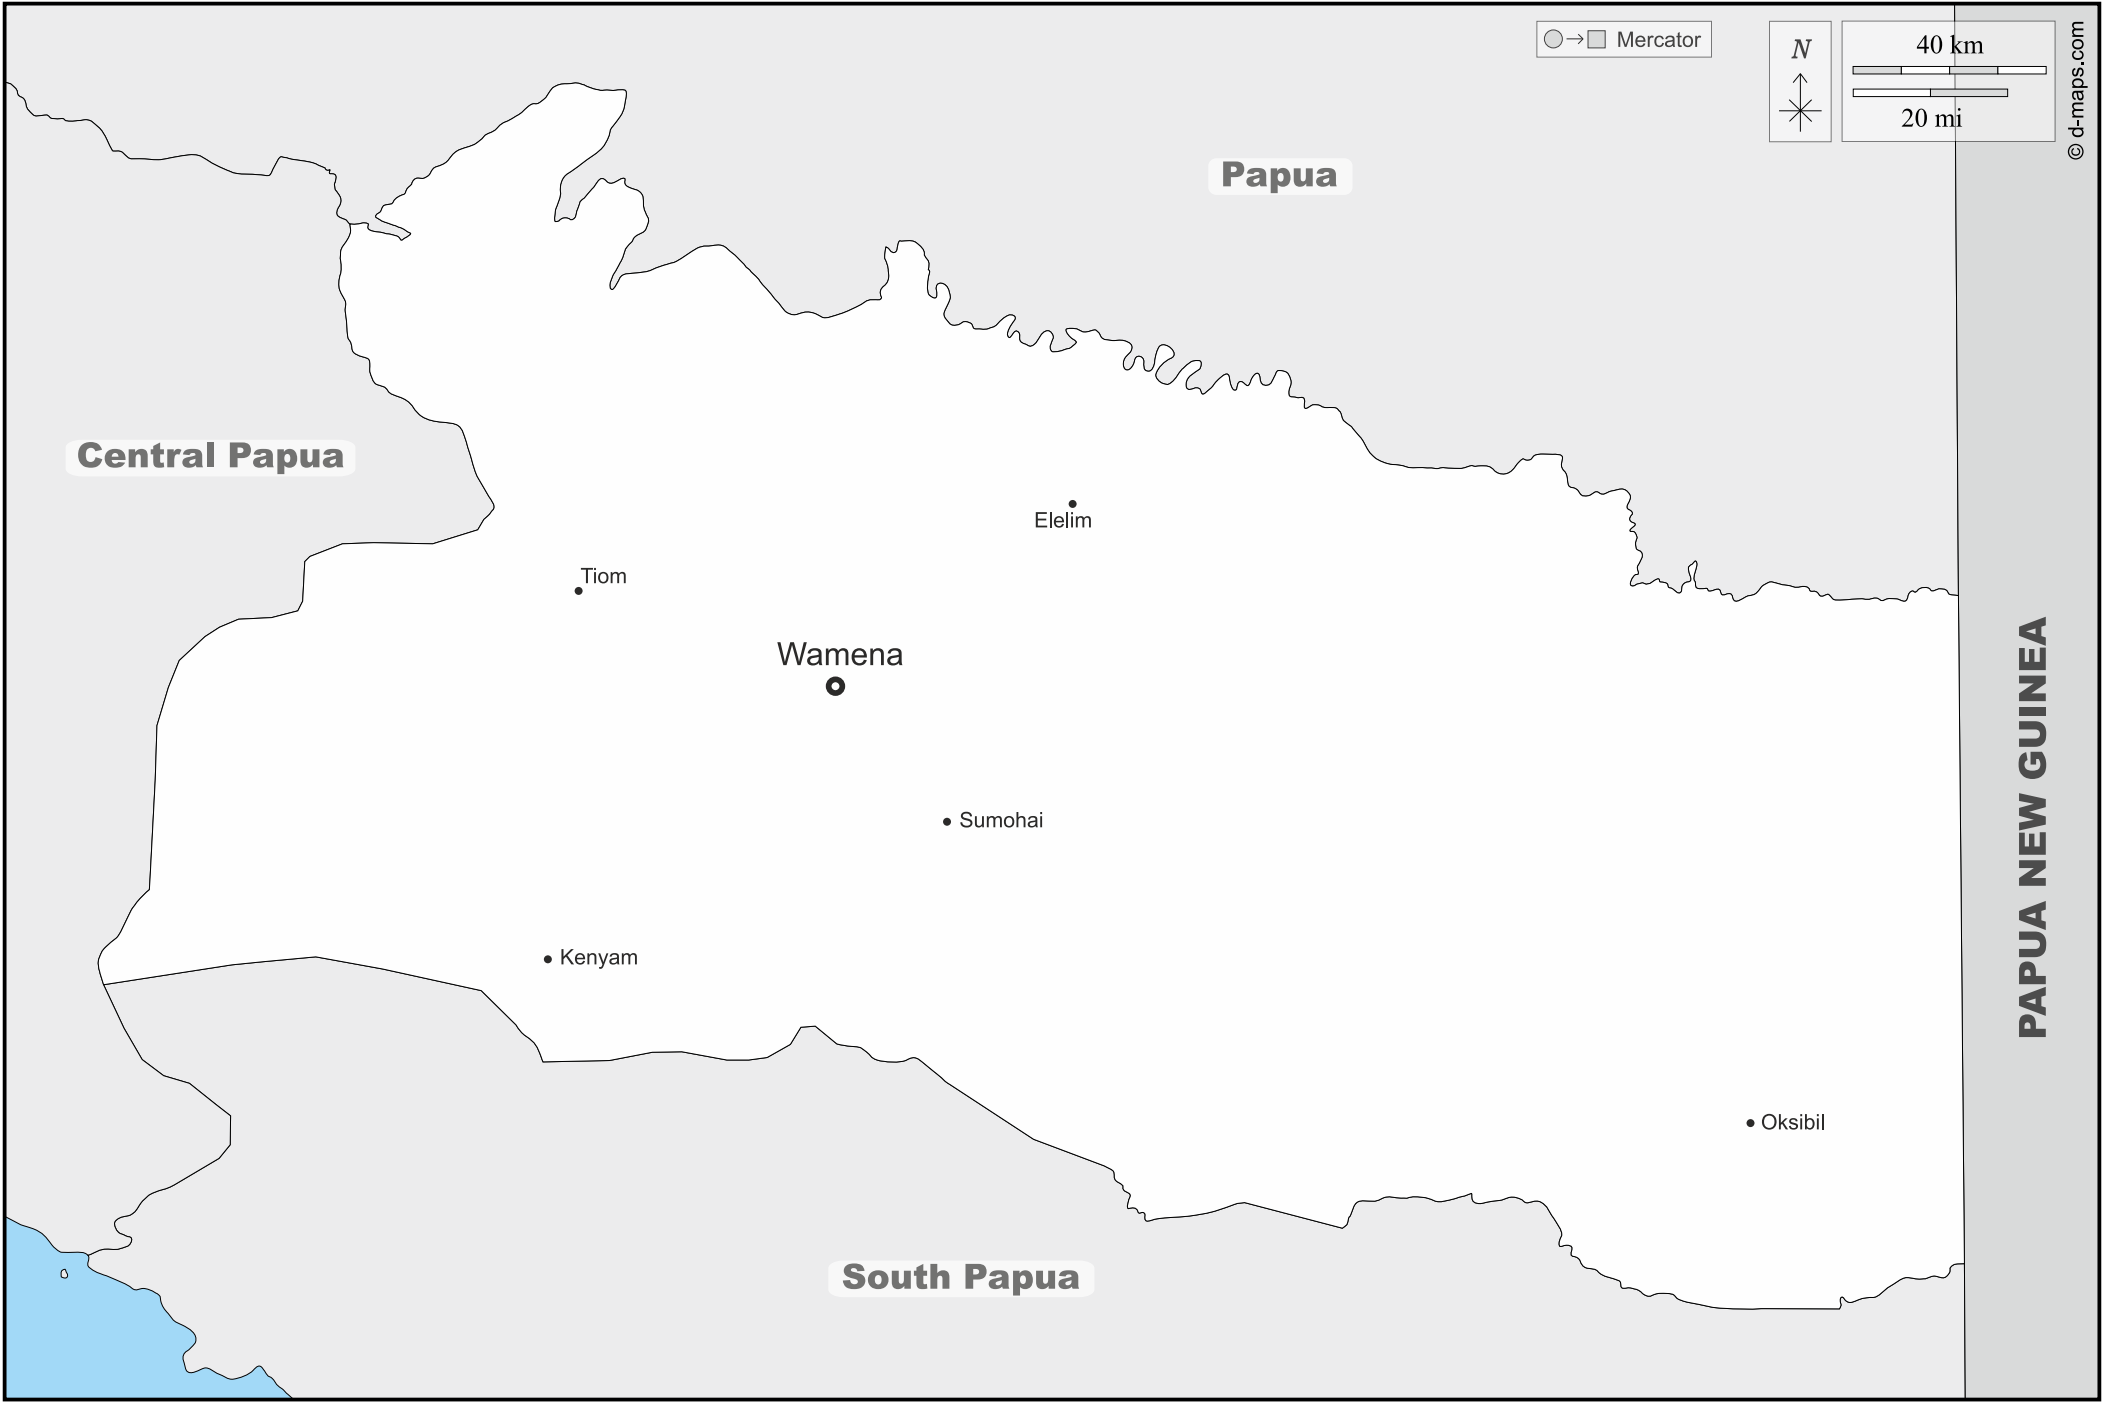 Mercator
N
40 km
20 mi
© d-maps.com
Papua
Central Papua
Elelim
Tiom
Wamena
PAPUA NEW GUINEA
Sumohai
Kenyam
Oksibil
South Papua